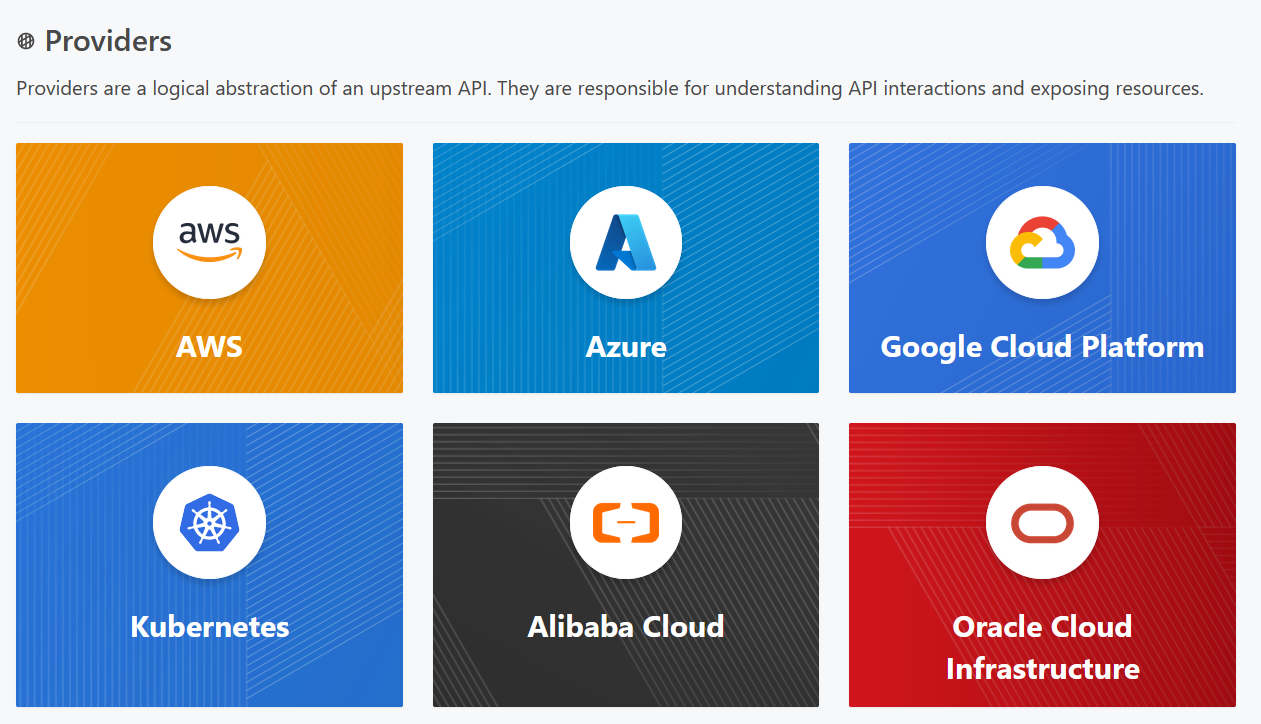 Providers
Providers are a logical abstraction of an upstream API. They are responsible for understanding API interactions and exposing resources.
aws
AWS
Azure
Google Cloud Platform
Kubernetes
Alibaba Cloud
Oracle Cloud
Infrastructure